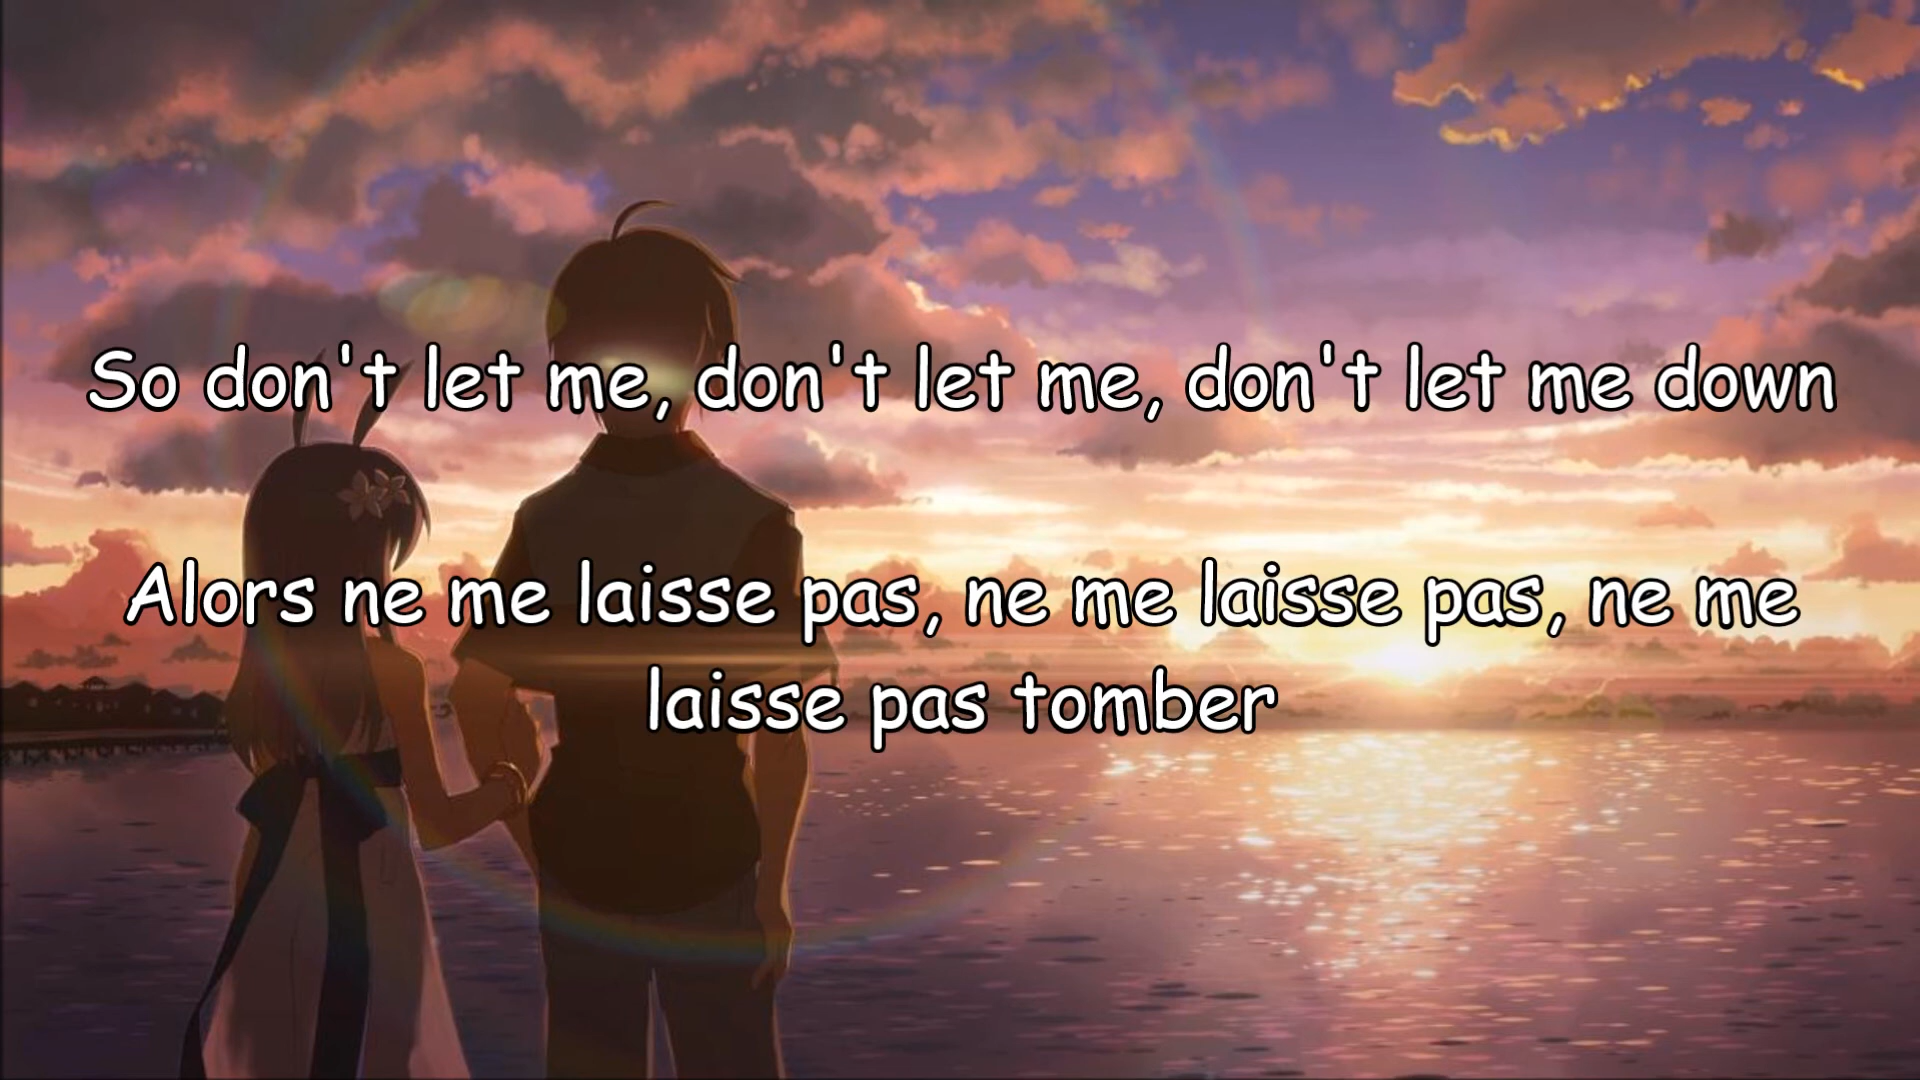 So don't let me, don't let me, don't let me down
Alors ne me laisse pas, ne me laisse pas, ne me
laisse pas tomber